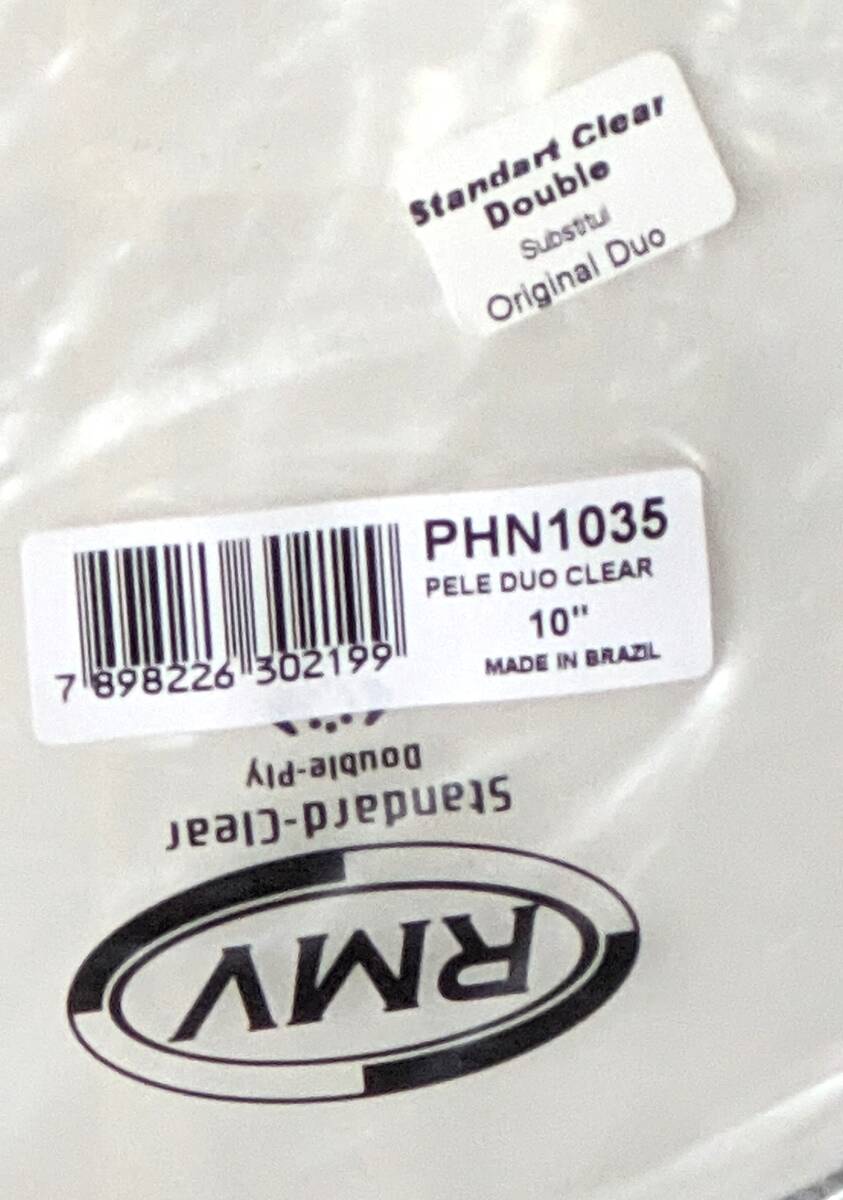 Standart Clear
Double
Substitui
Original Duo
PHN1035
PELE DUO CLEAR
10"
MADE IN BRAZIL
7 898226 302199
Double-Ply
Standard-Clear
RMV